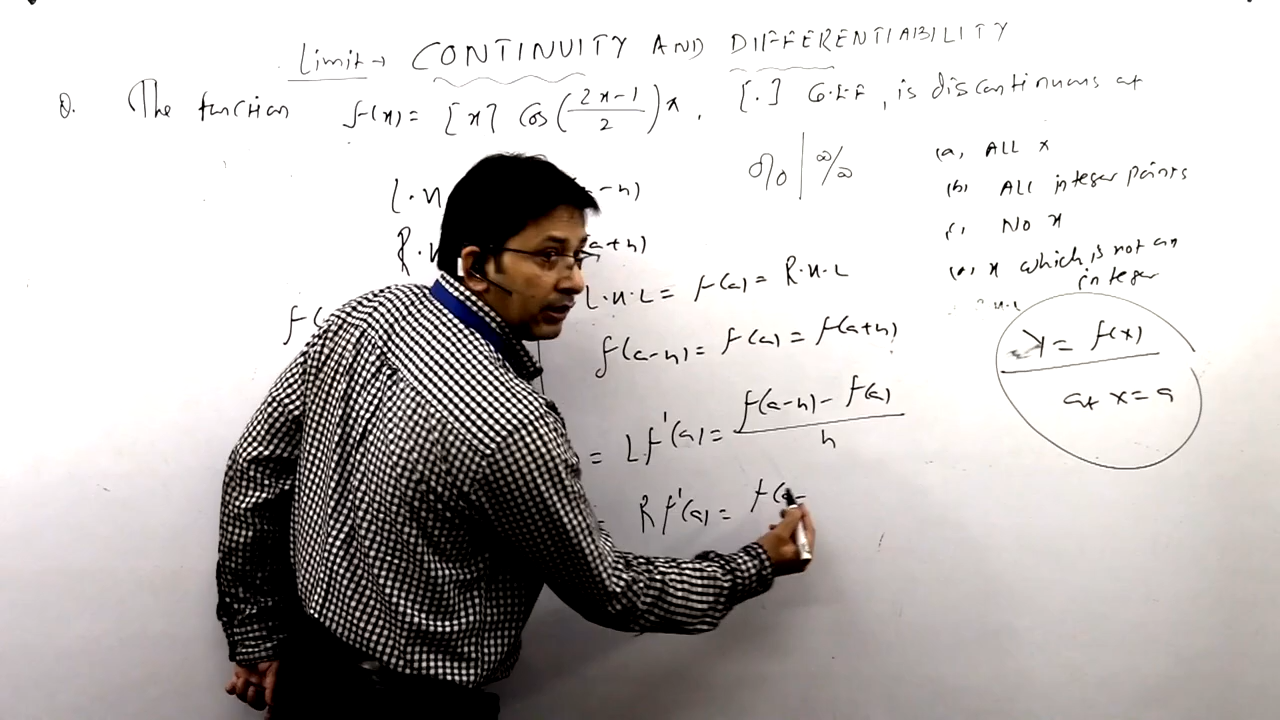 Limit → CONTINUITY AND DIFFERENTIABILITY
Q. The function f(x) = [x] cos(2x-1/2)π, [.] G.I.F, is discontinuous at
(a) ALL x
(b) ALL integer points
(c) No x
(d) x which is not an integer
0/0 | ∞/∞
L.H
-h)
R.H
(a+h)
L.H.L = f(a) = R.H.L
f(a-h) = f(a) = f(a+h)
= Lf'(a) = f(a-h) - f(a) / h
= Rf'(a) = f(a
y = f(x)
at x = a